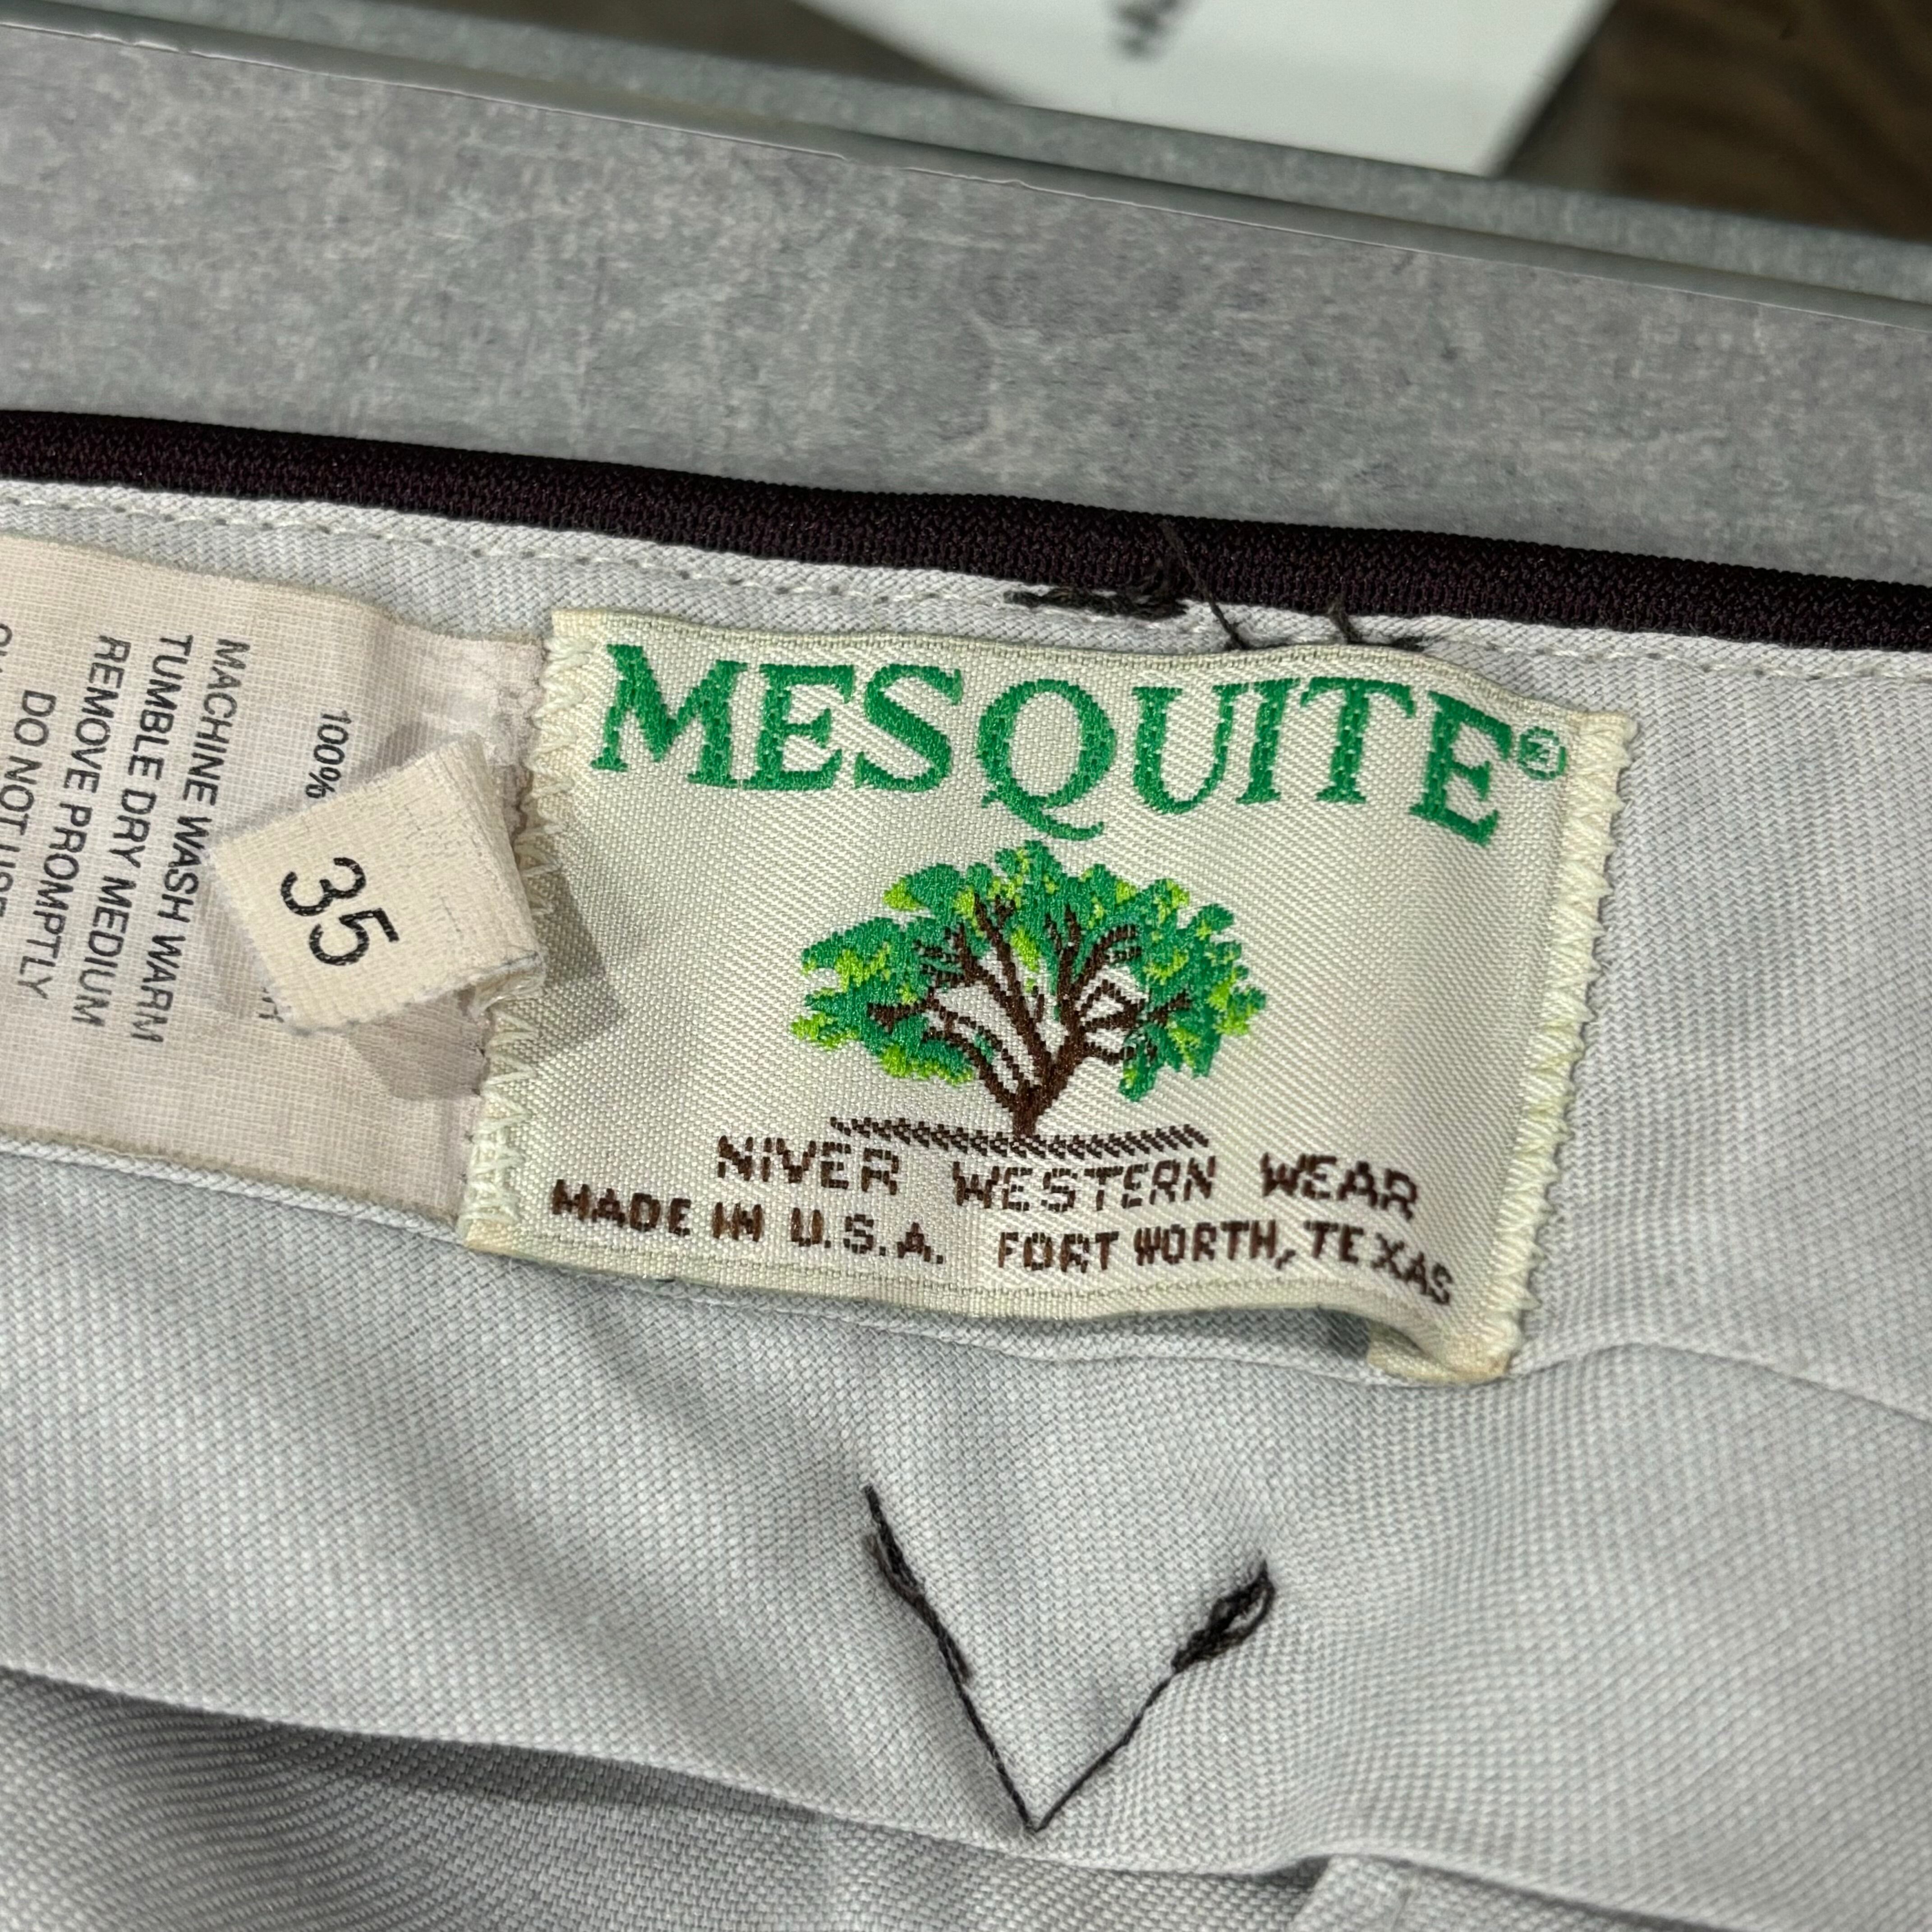 MESQUITE®
NIVER WESTERN WEAR
MADE IN U.S.A. FORT WORTH, TEXAS
35
100%
MACHINE WASH WARM
TUMBLE DRY MEDIUM
REMOVE PROMPTLY
DO NOT USE